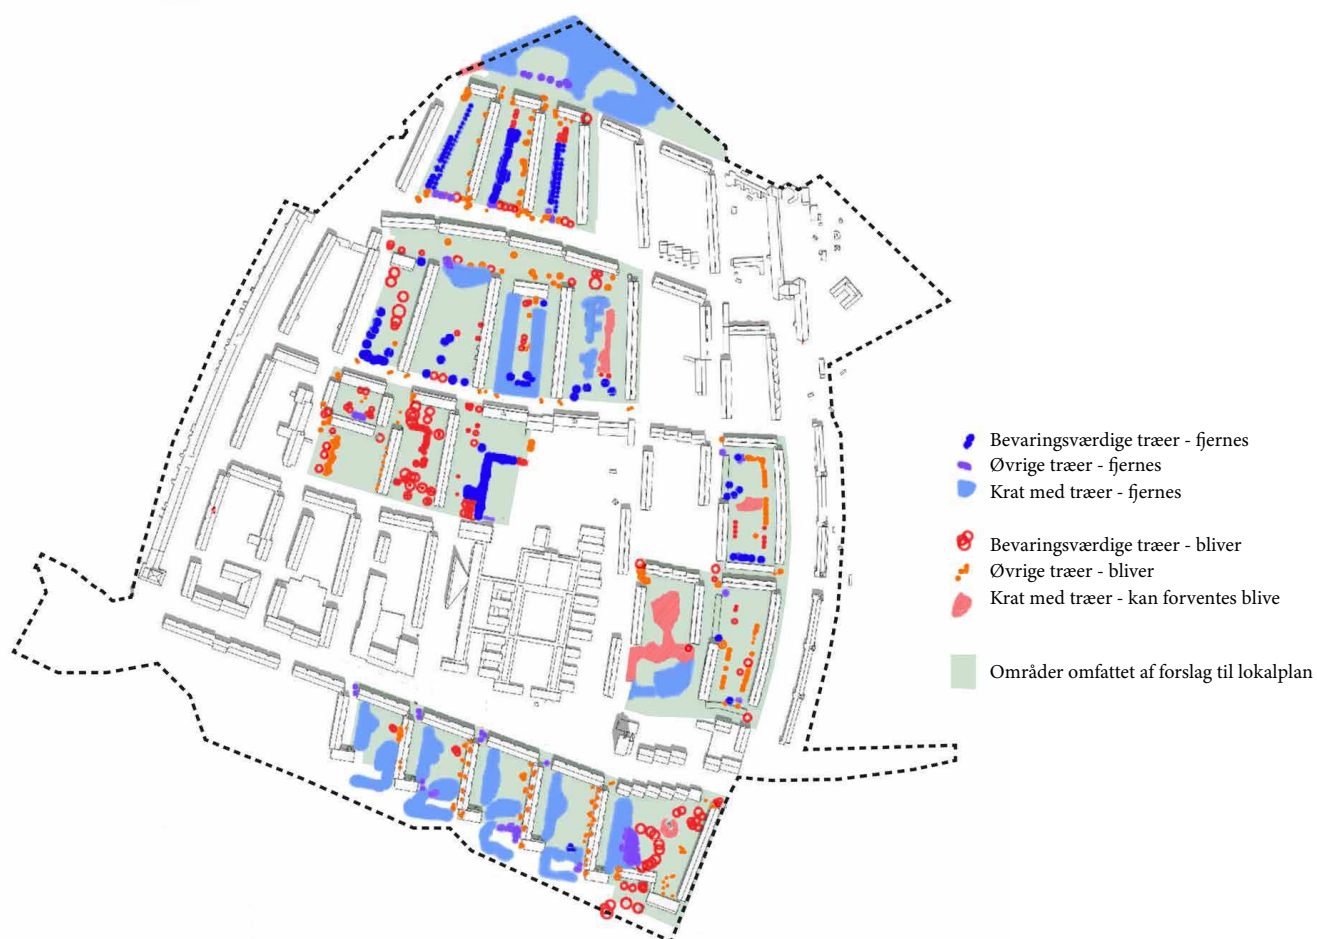 Bevaringsværdige træer - fjernes
Øvrige træer - fjernes
Krat med træer - fjernes
Bevaringsværdige træer - bliver
Øvrige træer - bliver
Krat med træer - kan forventes blive
Områder omfattet af forslag til lokalplan